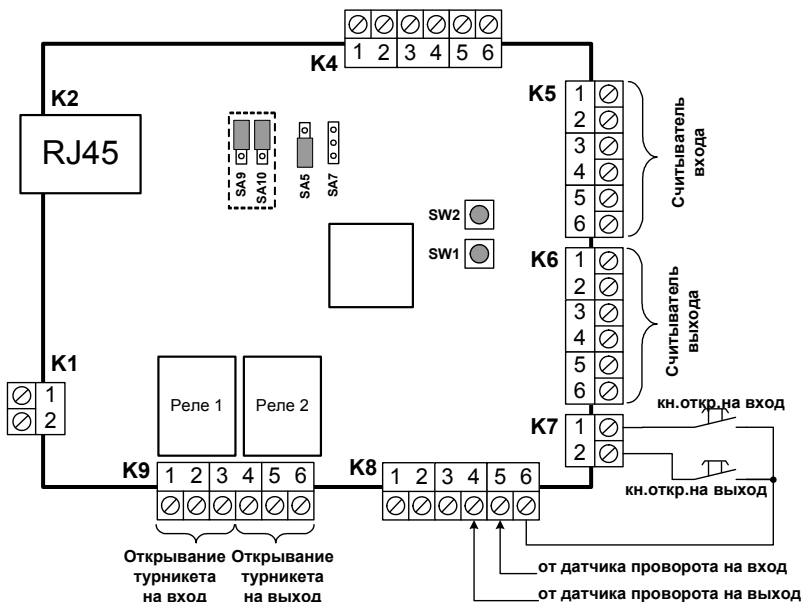 K4
1 2 3 4 5 6
K2
RJ45
SA9
SA10
SA5
SA7
SW2
SW1
K5
1
2
3
4
5
6
Считыватель
входа
K6
1
2
3
4
5
6
Считыватель
выхода
K1
1
2
Реле 1
Реле 2
K7
1
2
кн.откр.на вход
кн.откр.на выход
K9
1 2 3 4 5 6
K8
1 2 3 4 5 6
Открывание
турникета
на вход
Открывание
турникета
на выход
от датчика проворота на вход
от датчика проворота на выход